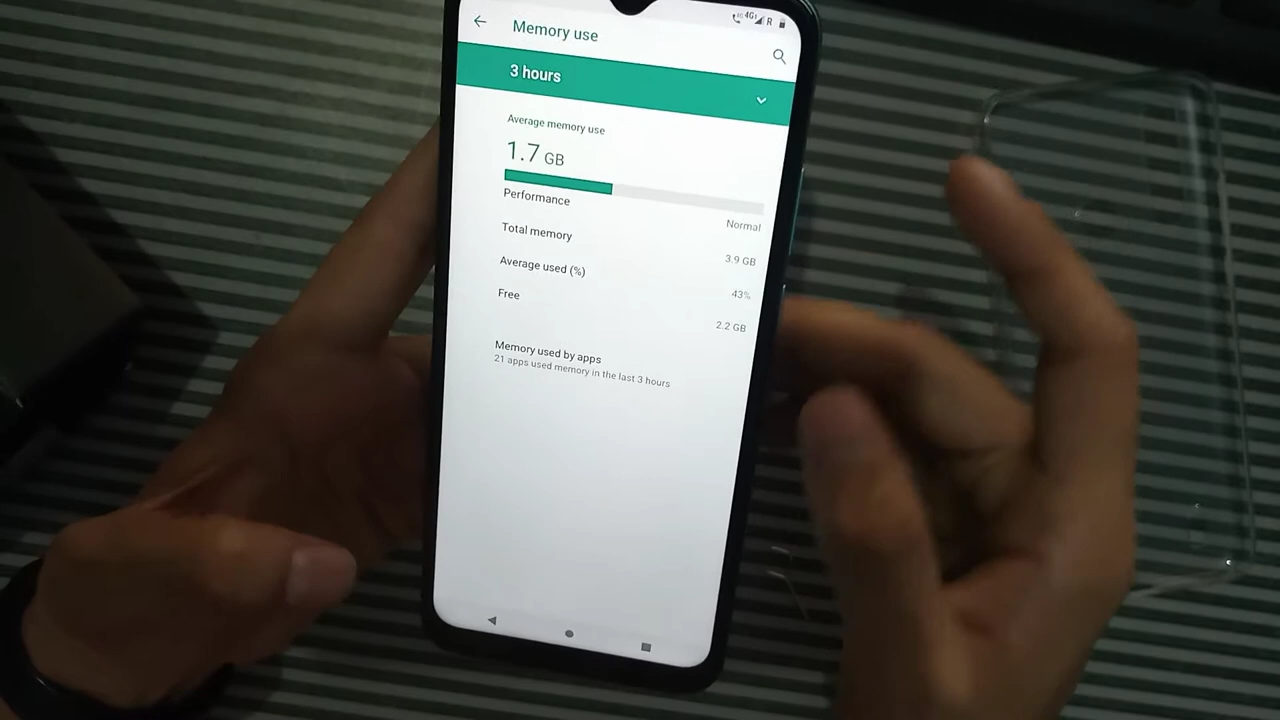 4G R
Memory use
3 hours
Average memory use
1.7 GB
Performance Normal
Total memory 3.9 GB
Average used (%) 43%
Free 2.2 GB
Memory used by apps
21 apps used memory in the last 3 hours